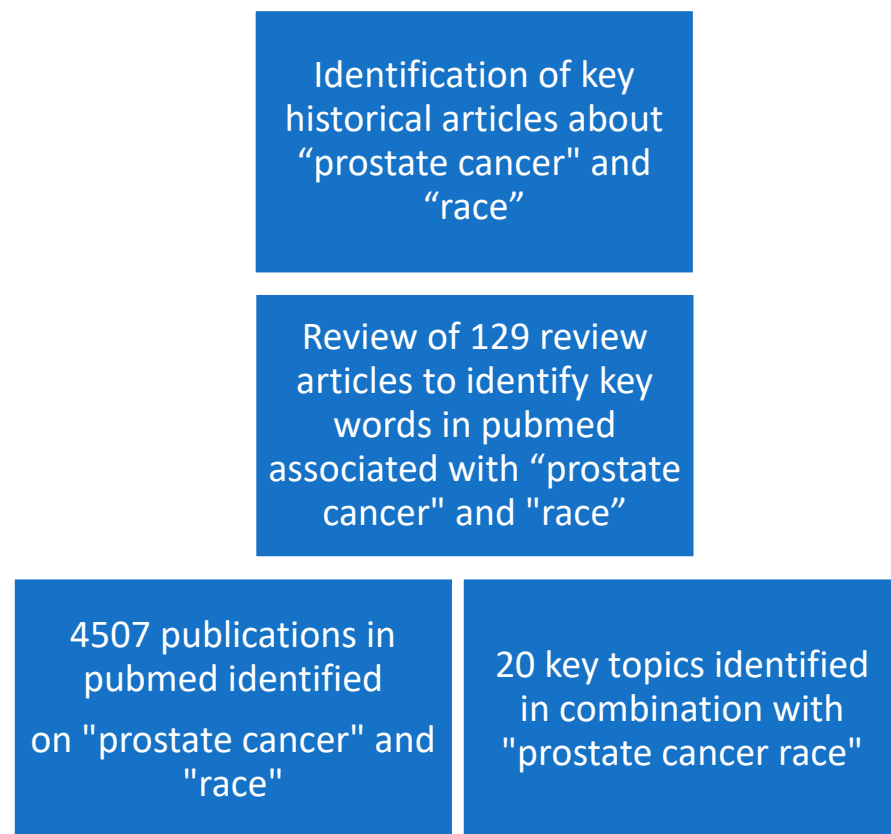 Identification of key
historical articles about
“prostate cancer" and
“race”
Review of 129 review
articles to identify key
words in pubmed
associated with “prostate
cancer" and "race”
4507 publications in
pubmed identified
on "prostate cancer" and
"race"
20 key topics identified
in combination with
"prostate cancer race"